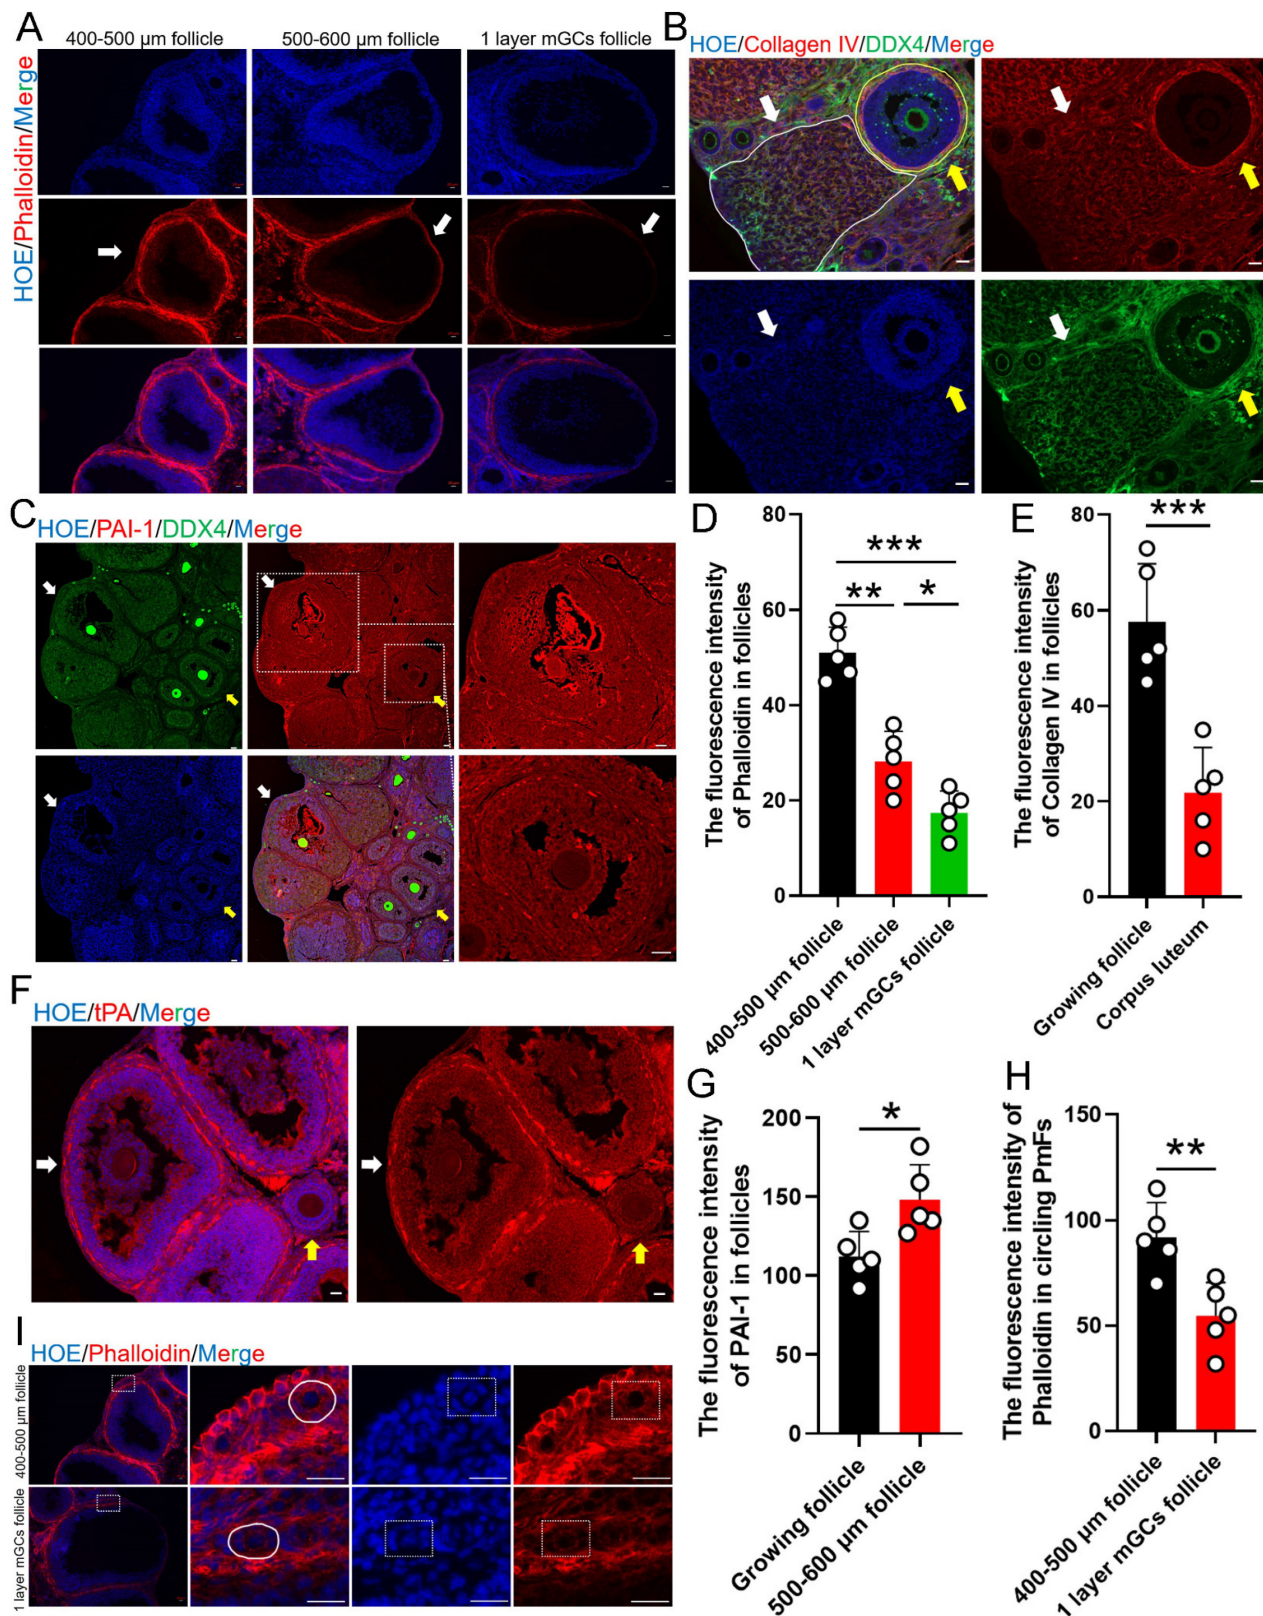 A
400-500 µm follicle
500-600 µm follicle
1 layer mGCs follicle
HOE/Phalloidin/Merge
B
HOE/Collagen IV/DDX4/Merge
C
HOE/PAI-1/DDX4/Merge
D
The fluorescence intensity
of Phalloidin in follicles
80
60
40
20
0
***
**
*
400-500 µm follicle
500-600 µm follicle
1 layer mGCs follicle
E
The fluorescence intensity
of Collagen IV in follicles
80
60
40
20
0
***
Growing follicle
Corpus luteum
F
HOE/tPA/Merge
G
The fluorescence intensity
of PAI-1 in follicles
200
150
100
50
0
*
Growing follicle
500-600 µm follicle
H
The fluorescence intensity of
Phalloidin in circling PmFs
150
100
50
0
**
400-500 µm follicle
1 layer mGCs follicle
I
HOE/Phalloidin/Merge
400-500 µm follicle
1 layer mGCs follicle